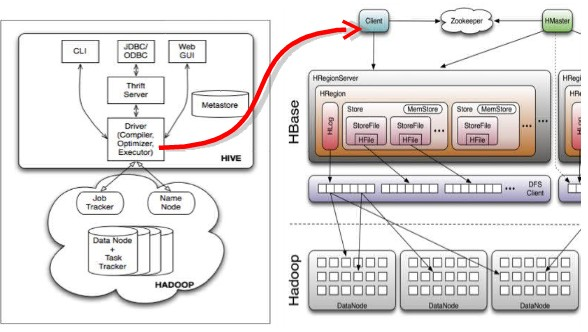 CLI
JDBC/
ODBC
Web
GUI
Thrift
Server
Metastore
Driver
(Compiler,
Optimizer,
Executor)
HIVE
Job
Tracker
Name
Node
Data Node
+
Task
Tracker
HADOOP
Client
Zookeeper
HMaster
HBase
HRegionServer
HRegion
HLog
Store
MemStore
StoreFile
HFile
StoreFile
...
Store
MemStore
StoreFile
HFile
...
...
DFS
Client
...
Hadoop
DataNode
DataNode
DataNode